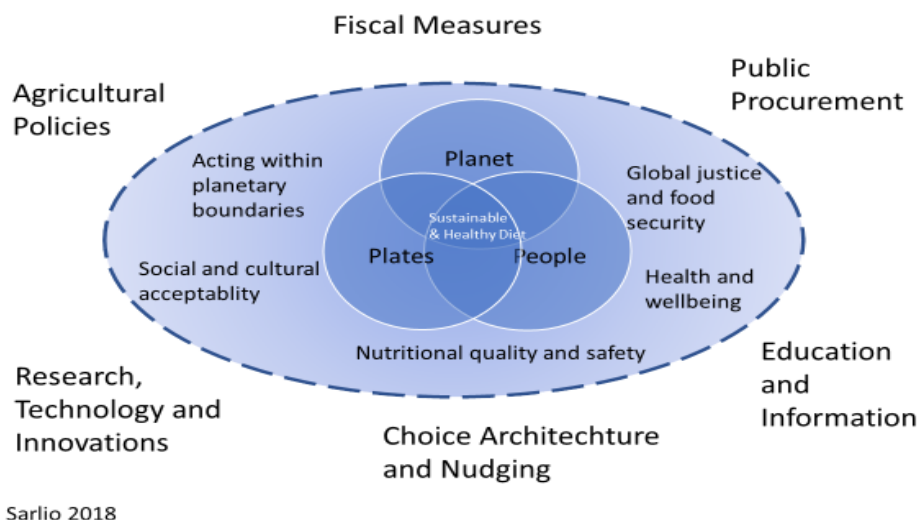 Fiscal Measures
Agricultural
Policies
Public
Procurement
Acting within
planetary
boundaries
Planet
Global justice
and food
security
Sustainable
& Healthy Diet
Plates
People
Social and cultural
acceptablity
Health and
wellbeing
Nutritional quality and safety
Research,
Technology and
Innovations
Education
and
Information
Choice Architechture
and Nudging
Sarlio 2018